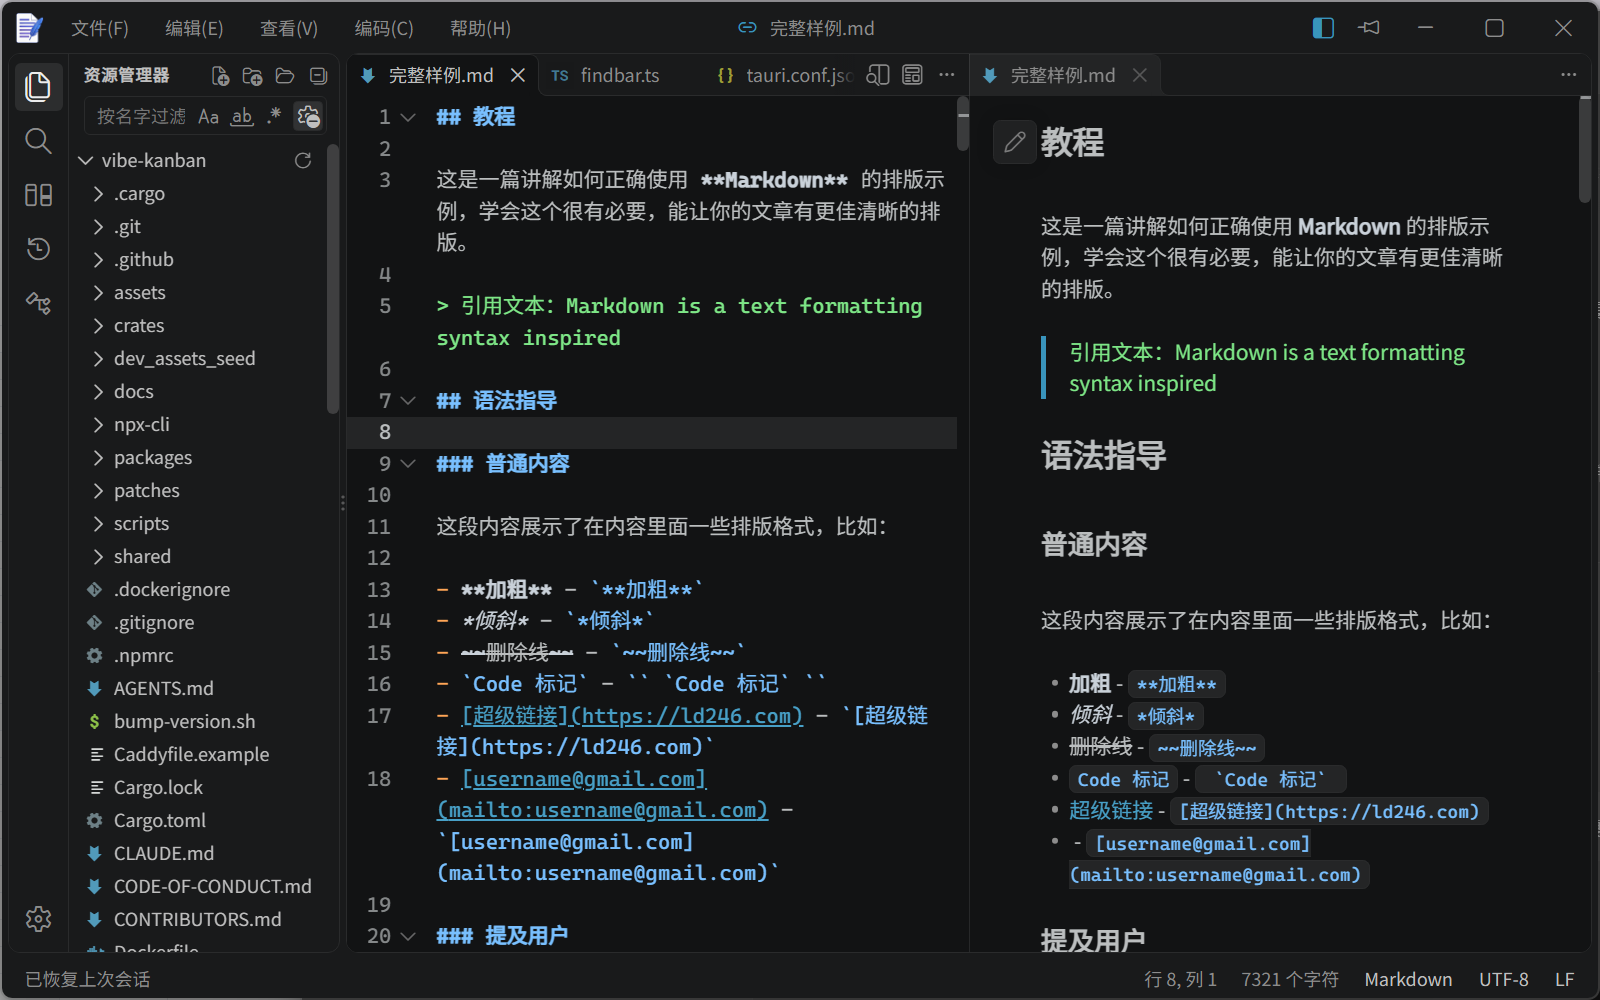 文件(F) 编辑(E) 查看(V) 编码(C) 帮助(H) 完整样例.md
资源管理器
按名字过滤 Aa ab .*
vibe-kanban
.cargo
.git
.github
assets
crates
dev_assets_seed
docs
npx-cli
packages
patches
scripts
shared
.dockerignore
.gitignore
.npmrc
AGENTS.md
$ bump-version.sh
Caddyfile.example
Cargo.lock
Cargo.toml
CLAUDE.md
CODE-OF-CONDUCT.md
CONTRIBUTORS.md
Dockerfile
完整样例.md TS findbar.ts {} tauri.conf.jsc
1 ## 教程
2
3 这是一篇讲解如何正确使用 **Markdown** 的排版示
例，学会这个很有必要，能让你的文章有更佳清晰的排
版。
4
5 > 引用文本：Markdown is a text formatting
syntax inspired
6
7 ## 语法指导
8
9 ### 普通内容
10
11 这段内容展示了在内容里面一些排版格式，比如：
12
13 - **加粗** - `**加粗**`
14 - *倾斜* - `*倾斜*`
15 - ~~删除线~~ - `~~删除线~~`
16 - `Code 标记` - `` `Code 标记` ``
17 - [超级链接](https://ld246.com) - `[超级链
接](https://ld246.com)`
18 - [username@gmail.com]
(mailto:username@gmail.com) -
`[username@gmail.com]
(mailto:username@gmail.com)`
19
20 ### 提及用户
完整样例.md
教程
这是一篇讲解如何正确使用 Markdown 的排版示
例，学会这个很有必要，能让你的文章有更佳清晰
的排版。
引用文本：Markdown is a text formatting
syntax inspired
语法指导
普通内容
这段内容展示了在内容里面一些排版格式，比如：
• 加粗 - **加粗**
• 倾斜 - *倾斜*
• 删除线 - ~~删除线~~
• Code 标记 - `Code 标记`
• 超级链接 - [超级链接](https://ld246.com)
• - [username@gmail.com]
(mailto:username@gmail.com)
提及用户
已恢复上次会话 行 8, 列 1 7321 个字符 Markdown UTF-8 LF